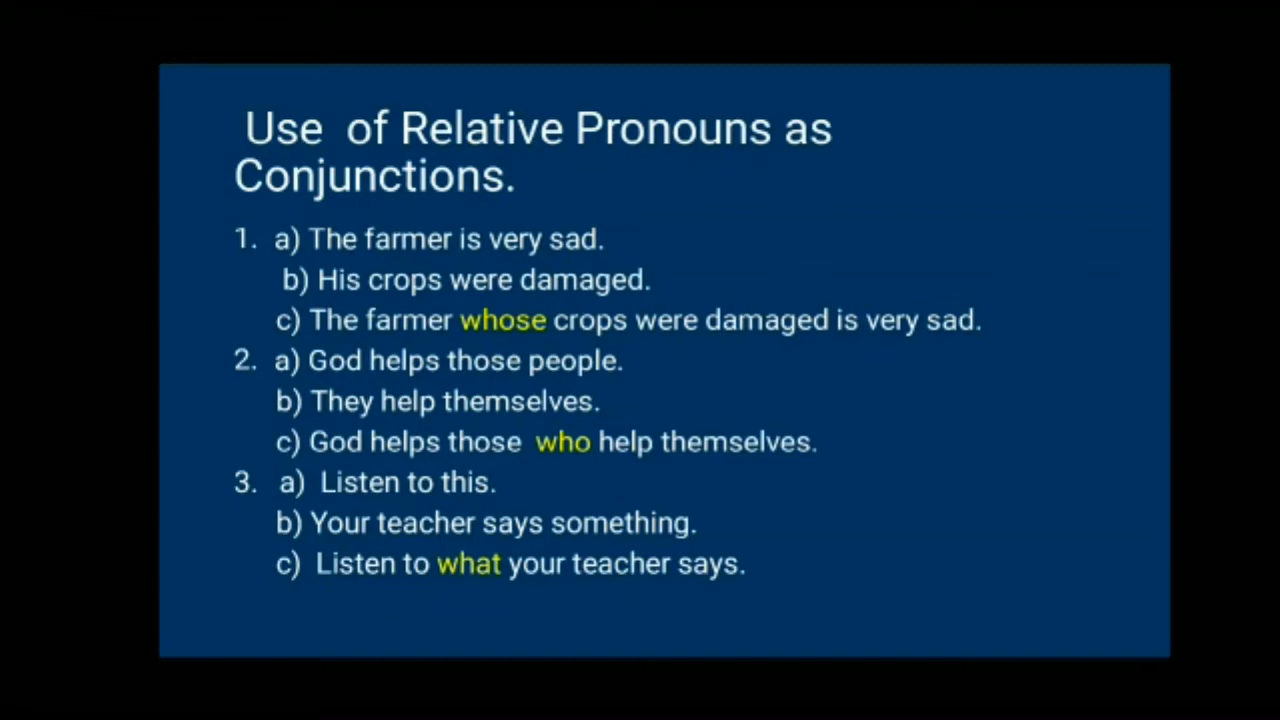 Use of Relative Pronouns as
Conjunctions.
1. a) The farmer is very sad.
b) His crops were damaged.
c) The farmer whose crops were damaged is very sad.
2. a) God helps those people.
b) They help themselves.
c) God helps those who help themselves.
3. a) Listen to this.
b) Your teacher says something.
c) Listen to what your teacher says.